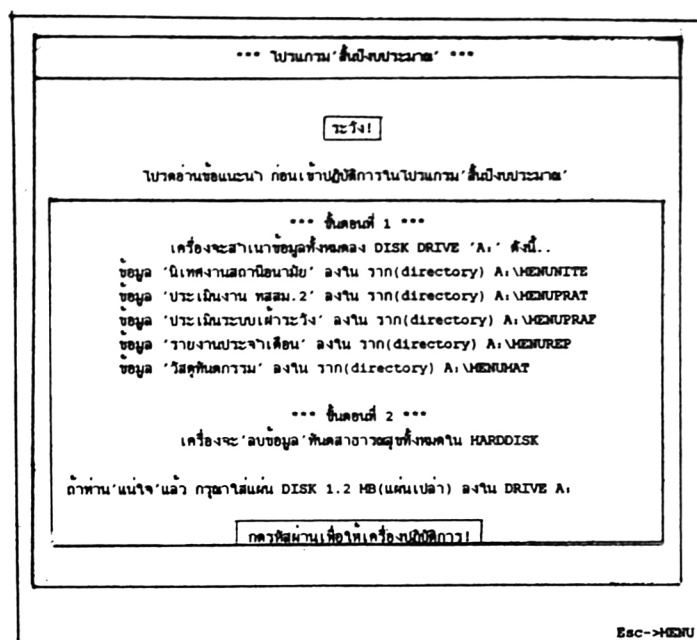 *** โปรแกรม'สิ้นปีงบประมาณ' ***
ระวัง!
โปรดอ่านข้อแนะนำ ก่อนเข้าปฏิบัติการในโปรแกรม'สิ้นปีงบประมาณ'
*** ขั้นตอนที่ 1 ***
เครื่องจะสำเนาข้อมูลทั้งหมดลง DISK DRIVE 'A:' ดังนี้..
ข้อมูล 'นิเทศงานสถานีอนามัย' ลงใน ราก(directory) A:\MENUNITE
ข้อมูล 'ประเมินงาน ทสสม.2' ลงใน ราก(directory) A:\MENUPRAT
ข้อมูล 'ประเมินระบบเฝ้าระวัง' ลงใน ราก(directory) A:\MENUPRAF
ข้อมูล 'รายงานประจำเดือน' ลงใน ราก(directory) A:\MENUREP
ข้อมูล 'วัสดุทันตกรรม' ลงใน ราก(directory) A:\MENUMAT
*** ขั้นตอนที่ 2 ***
เครื่องจะ'ลบข้อมูล'ทันตสาธารณสุขทั้งหมดใน HARDDISK
ถ้าท่าน'แน่ใจ'แล้ว กรุณาใส่แผ่น DISK 1.2 MB(แผ่นเปล่า) ลงใน DRIVE A:
กดรหัสผ่านเพื่อให้เครื่องปฏิบัติการ!
Esc->MENU